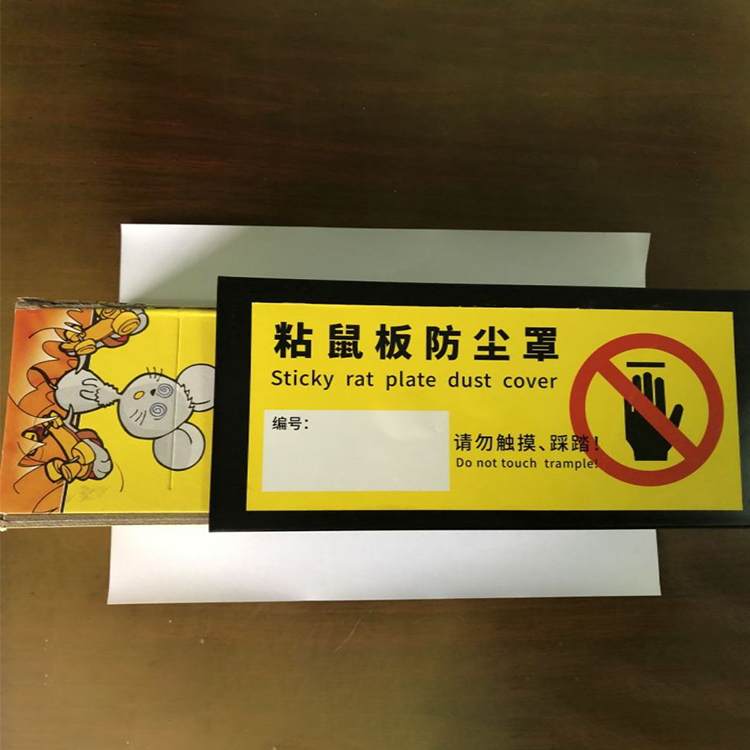 粘鼠板防尘罩
Sticky rat plate dust cover
编号：
请勿触摸、踩踏！
Do not touch trample!